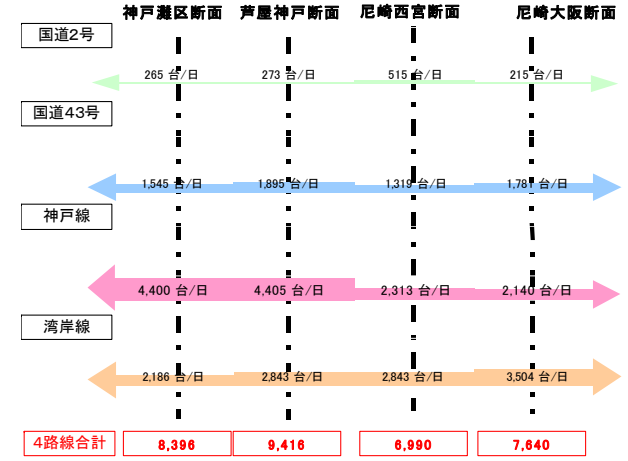 神戸灘区断面 芦屋神戸断面 尼崎西宮断面 尼崎大阪断面
国道2号
265 台/日 273 台/日 515 台/日 215 台/日
国道43号
1,545 台/日 1,895 台/日 1,319 台/日 1,781 台/日
神戸線
4,400 台/日 4,405 台/日 2,313 台/日 2,140 台/日
湾岸線
2,186 台/日 2,843 台/日 2,843 台/日 3,504 台/日
4路線合計 8,396 9,416 6,990 7,640